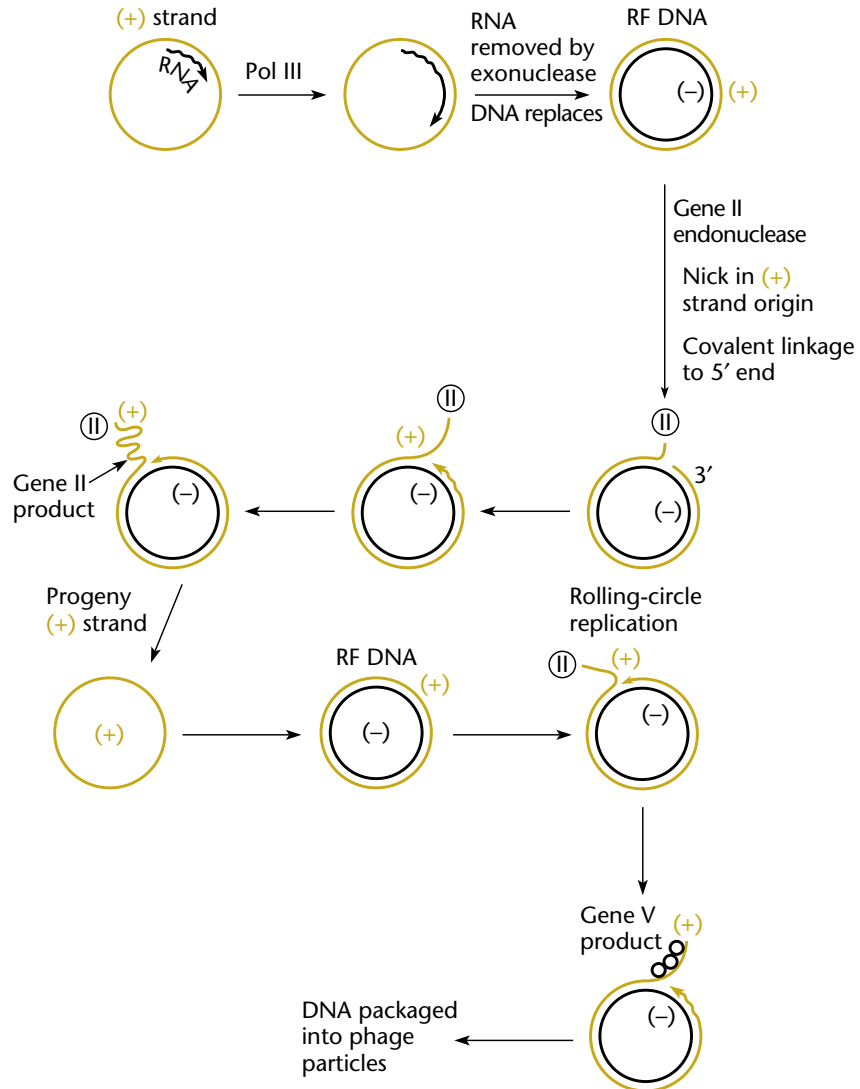 (+) strand
RNA
Pol III
RNA
removed by
exonuclease
DNA replaces
RF DNA
(–)
(+)
Gene II
endonuclease
Nick in (+)
strand origin
Covalent linkage
to 5′ end
II
(+)
Gene II
product
(–)
II
(+)
(–)
II
3′
(–)
Progeny
(+) strand
(+)
RF DNA
(+)
(–)
Rolling-circle
replication
II
(+)
(–)
Gene V
product
(+)
(–)
DNA packaged
into phage
particles